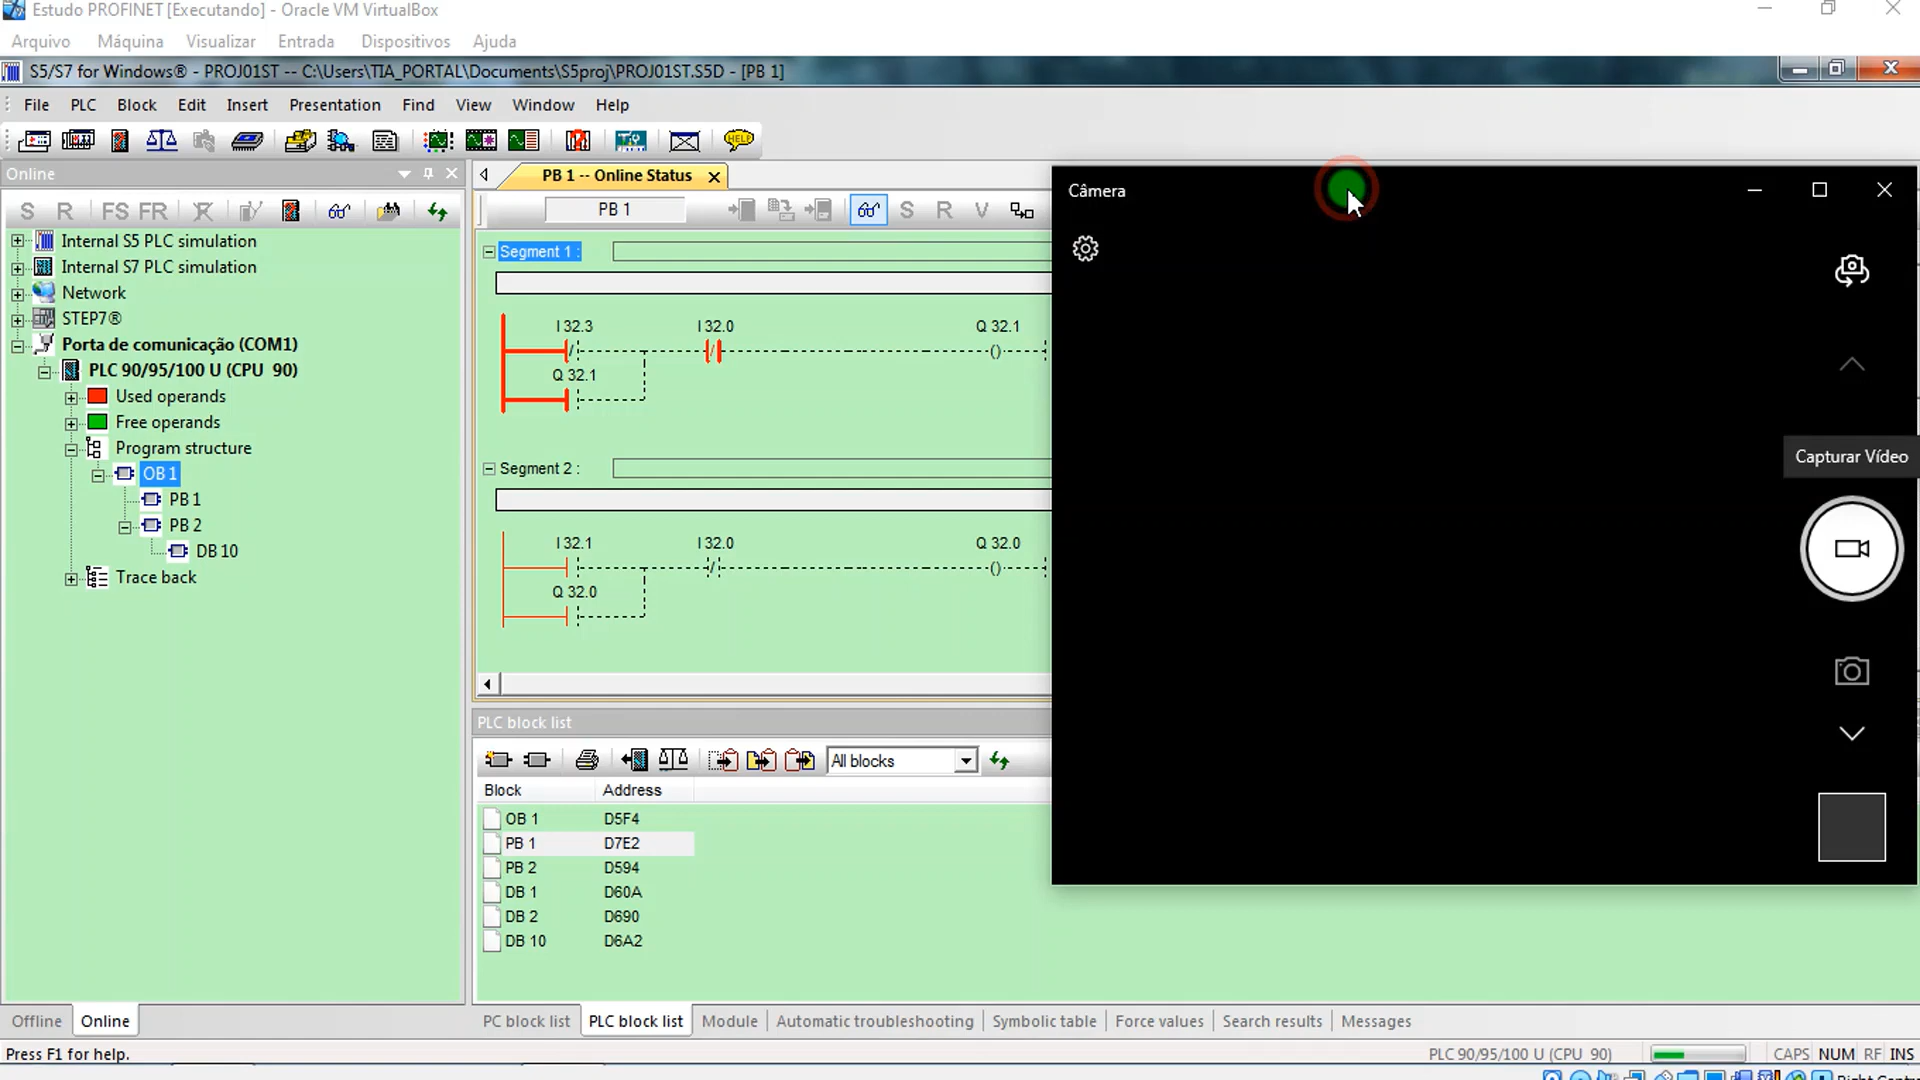 Estudo PROFINET [Executando] - Oracle VM VirtualBox
Arquivo Máquina Visualizar Entrada Dispositivos Ajuda
S5/S7 for Windows® - PROJ01ST -- C:\Users\TIA_PORTAL\Documents\S5proj\PROJ01ST.S5D - [PB 1]
File PLC Block Edit Insert Presentation Find View Window Help
HELP
Online
S R FS FR
Internal S5 PLC simulation
Internal S7 PLC simulation
Network
STEP7®
Porta de comunicação (COM1)
PLC 90/95/100 U (CPU 90)
Used operands
Free operands
Program structure
OB 1
PB 1
PB 2
DB 10
Trace back
Offline Online
PB 1 -- Online Status
PB 1 S R V
Segment 1 :
I 32.3 I 32.0 Q 32.1
Q 32.1
Segment 2 :
I 32.1 I 32.0 Q 32.0
Q 32.0
Câmera
Capturar Vídeo
PLC block list
All blocks
Block Address
OB 1 D5F4
PB 1 D7E2
PB 2 D594
DB 1 D60A
DB 2 D690
DB 10 D6A2
PC block list PLC block list Module Automatic troubleshooting Symbolic table Force values Search results Messages
Press F1 for help. PLC 90/95/100 U (CPU 90) CAPS NUM RF INS